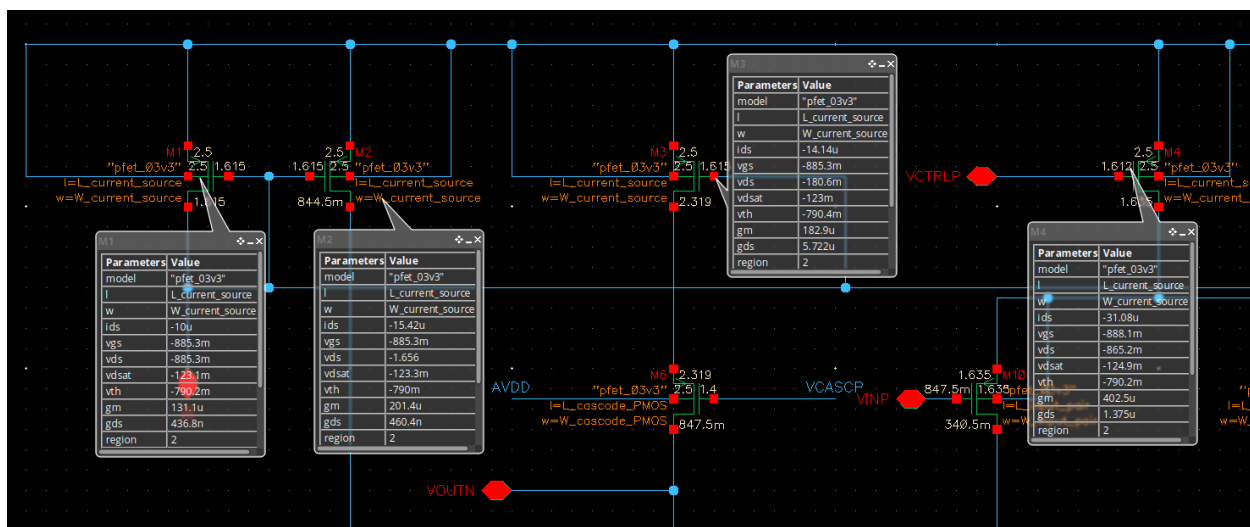 M1
2.5
"pfet_03v3"
2.5
1.615
l=L_current_source
w=W_current_source
2.5
M2
1.615
2.5
"pfet_03v3"
l=L_current_source
w=W_current_source
844.5m
M3
2.5
"pfet_03v3"
2.5
1.615
l=L_current_source
w=W_current_source
2.319
2.5
M4
VCTRLP
1.612
2.5
"pfet_03v3"
l=L_current_source
w=W_current_source
M3
Parameters Value
model "pfet_03v3"
l L_current_source
w W_current_source
ids -14.14u
vgs -885.3m
vds -180.6m
vdsat -123m
vth -790.4m
gm 182.9u
gds 5.722u
region 2
M1
Parameters Value
model "pfet_03v3"
l L_current_source
w W_current_source
ids -10u
vgs -885.3m
vds -885.3m
vdsat -123.1m
vth -790.2m
gm 131.1u
gds 436.8n
region 2
M2
Parameters Value
model "pfet_03v3"
l L_current_source
w W_current_source
ids -15.42u
vgs -885.3m
vds -1.656
vdsat -123.3m
vth -790m
gm 201.4u
gds 460.4n
region 2
M4
Parameters Value
model "pfet_03v3"
l L_current_source
w W_current_source
ids -31.08u
vgs -888.1m
vds -865.2m
vdsat -124.9m
vth -790.2m
gm 402.5u
gds 1.375u
region 2
M6
2.319
AVDD
"pfet_03v3"
2.5
1.4
VCASCP
l=L_cascode_PMOS
w=W_cascode_PMOS
847.5m
1.635
M10
VINP
847.5m
1.635
340.5m
VOUTN